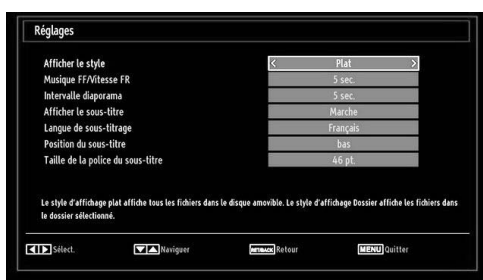 Réglages
Afficher le style < Plat >
Musique FF/Vitesse FR 5 sec.
Intervalle diaporama 5 sec.
Afficher le sous-titre Marche
Langue de sous-titrage Français
Position du sous-titre bas
Taille de la police du sous-titre 46 pt.
Le style d'affichage plat affiche tous les fichiers dans le disque amovible. Le style d'affichage Dossier affiche les fichiers dans
le dossier sélectionné.
Sélect. Naviguer Retour MENU Quitter